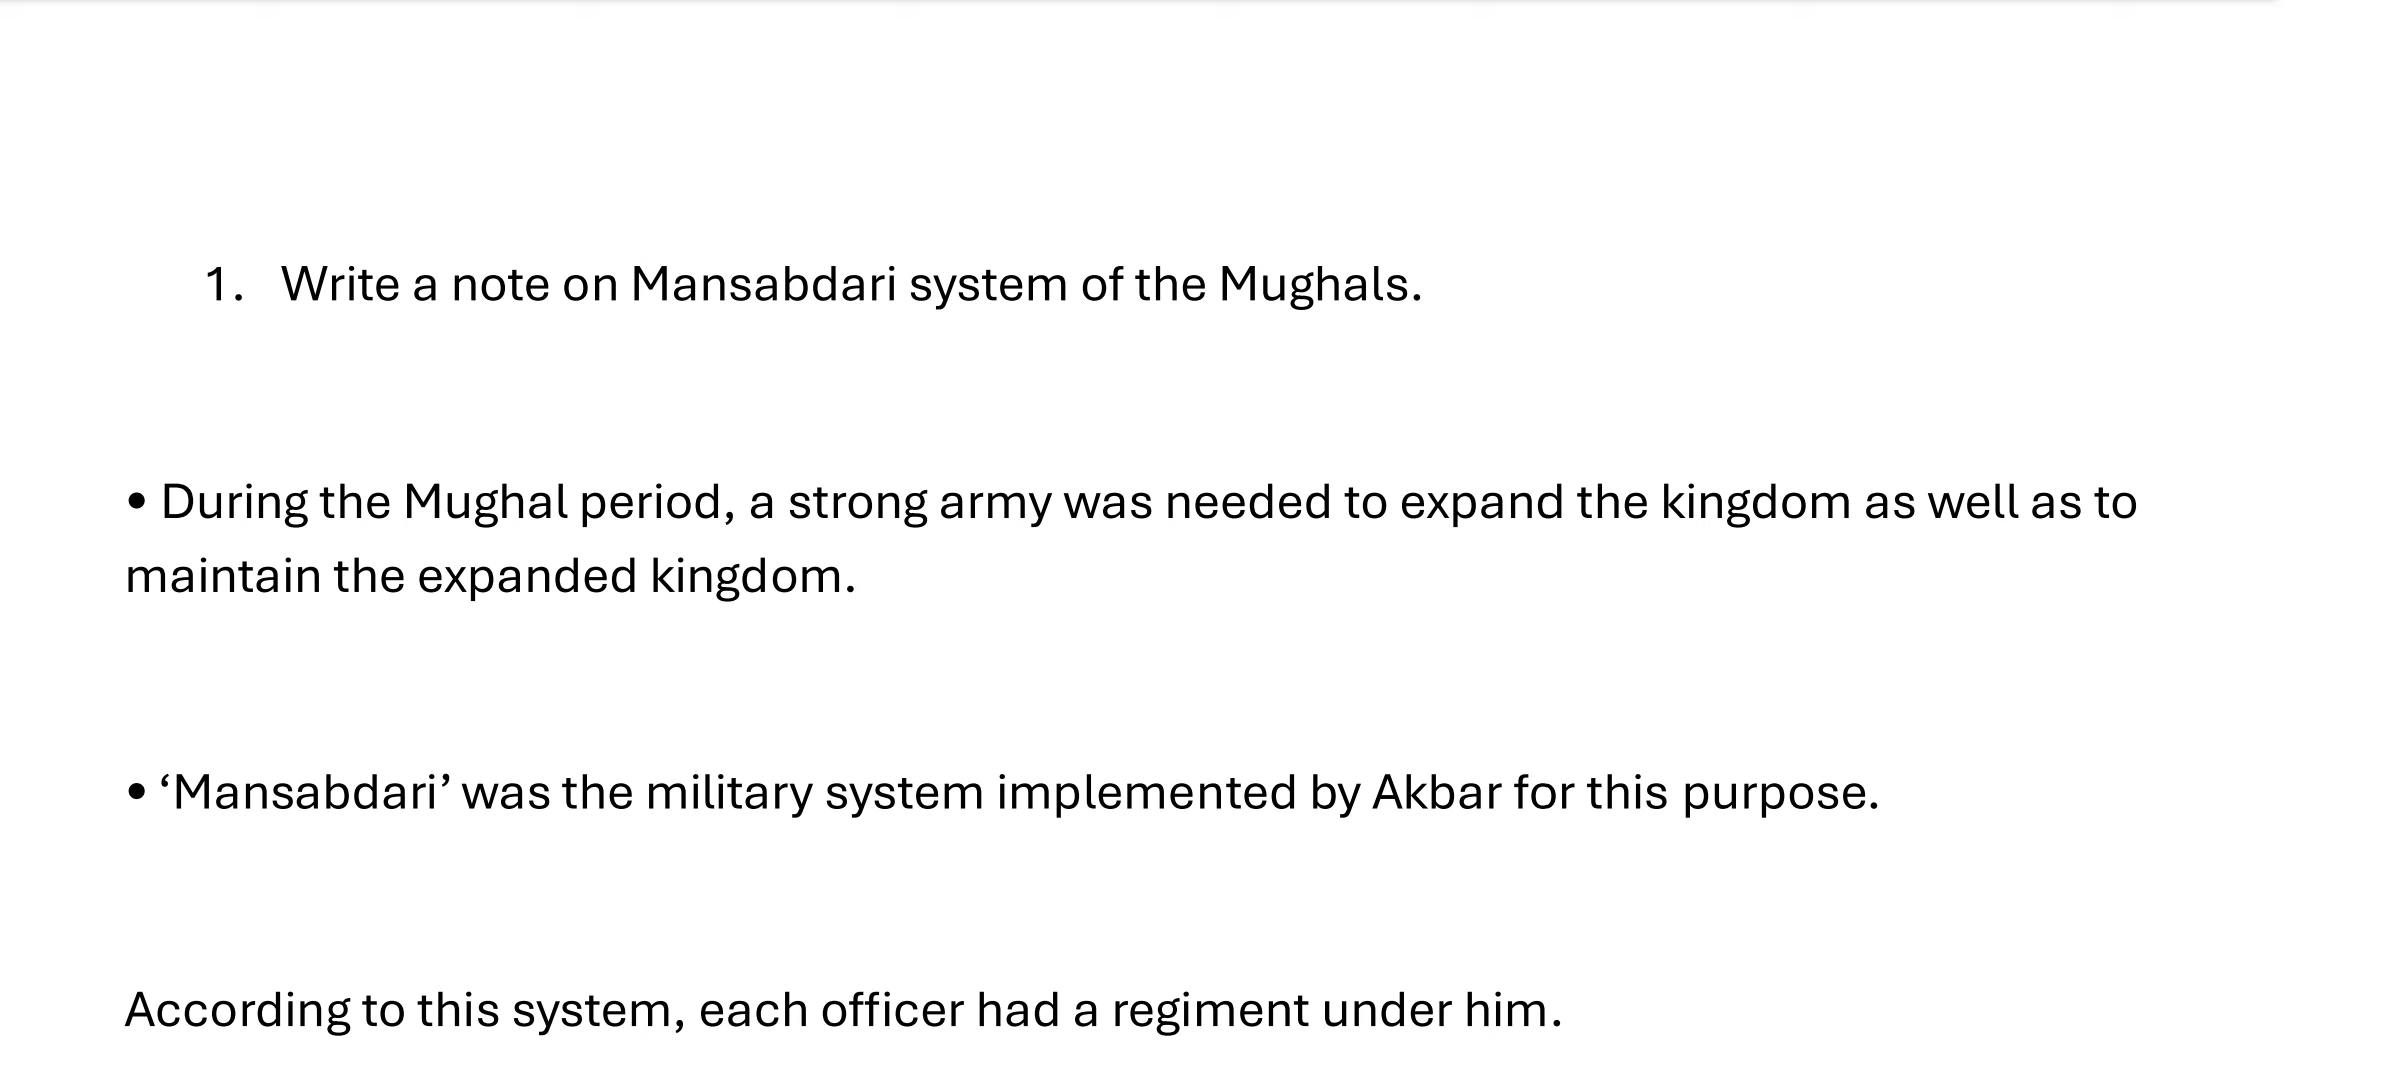 1. Write a note on Mansabdari system of the Mughals.
• During the Mughal period, a strong army was needed to expand the kingdom as well as to
maintain the expanded kingdom.
• ‘Mansabdari’ was the military system implemented by Akbar for this purpose.
According to this system, each officer had a regiment under him.